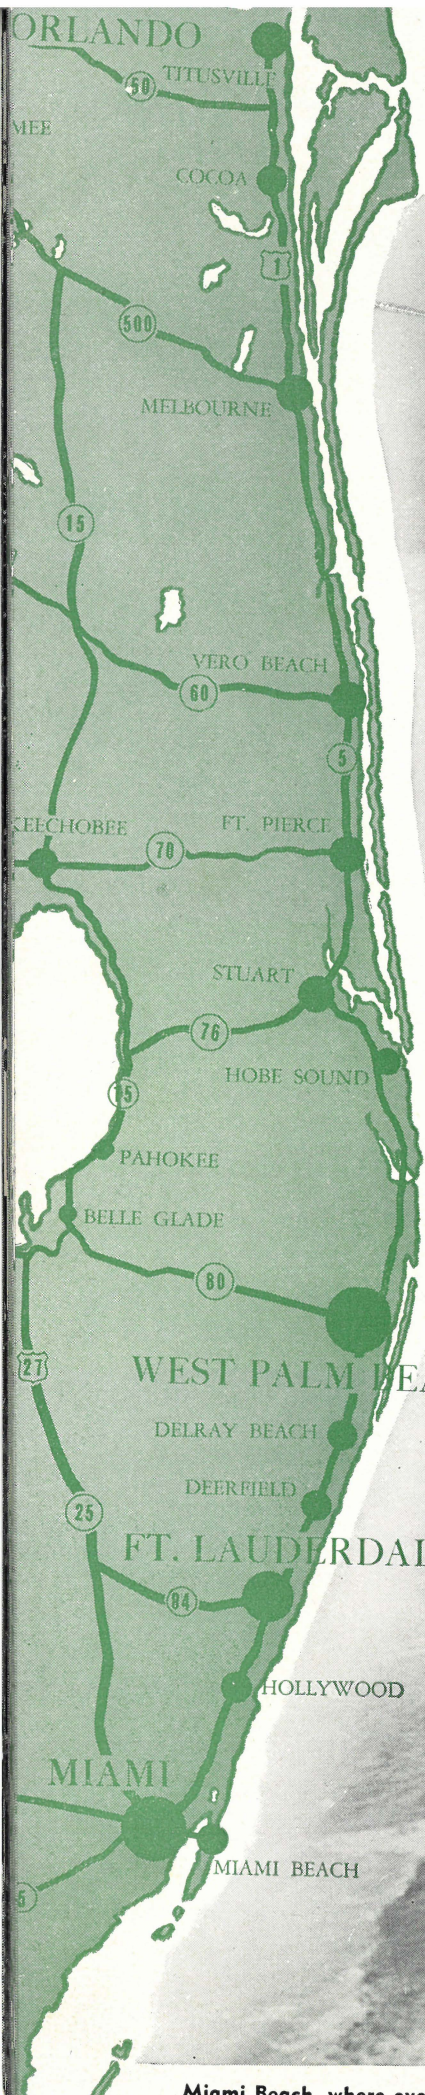 ORLANDO
TITUSVILLE
50
MEE
COCOA
1
500
MELBOURNE
15
VERO BEACH
60
5
KEECHOBEE
FT. PIERCE
70
STUART
76
HOBE SOUND
15
PAHOKEE
BELLE GLADE
80
27
WEST PALM BEA
DELRAY BEACH
DEERFIELD
25
FT. LAUDERDAL
84
HOLLYWOOD
MIAMI
MIAMI BEACH
5
Miami Beach, where